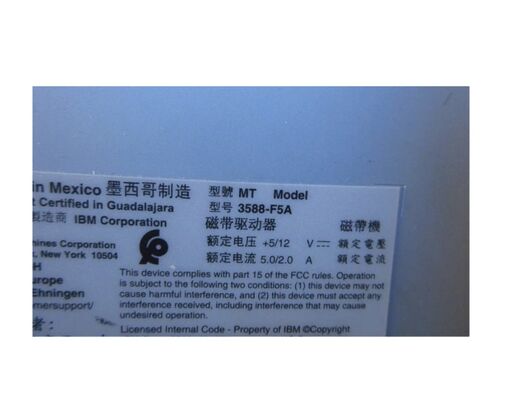 in Mexico 墨西哥制造
型號 MT Model
t Certified in Guadalajara
型号 3588-F5A
製造商 IBM Corporation
磁带驱动器 磁帶機
hines Corporation
额定电压 +5/12 V 額定電壓
k, New York 10504
额定电流 5.0/2.0 A 額定電流
H
urope
Ehningen
mersupport/
This device complies with part 15 of the FCC rules. Operation
is subject to the following two conditions: (1) this device may not
cause harmful interference, and (2) this device must accept any
interference received, including interference that may cause
undesired operation.
者:
Licensed Internal Code - Property of IBM ©Copyright